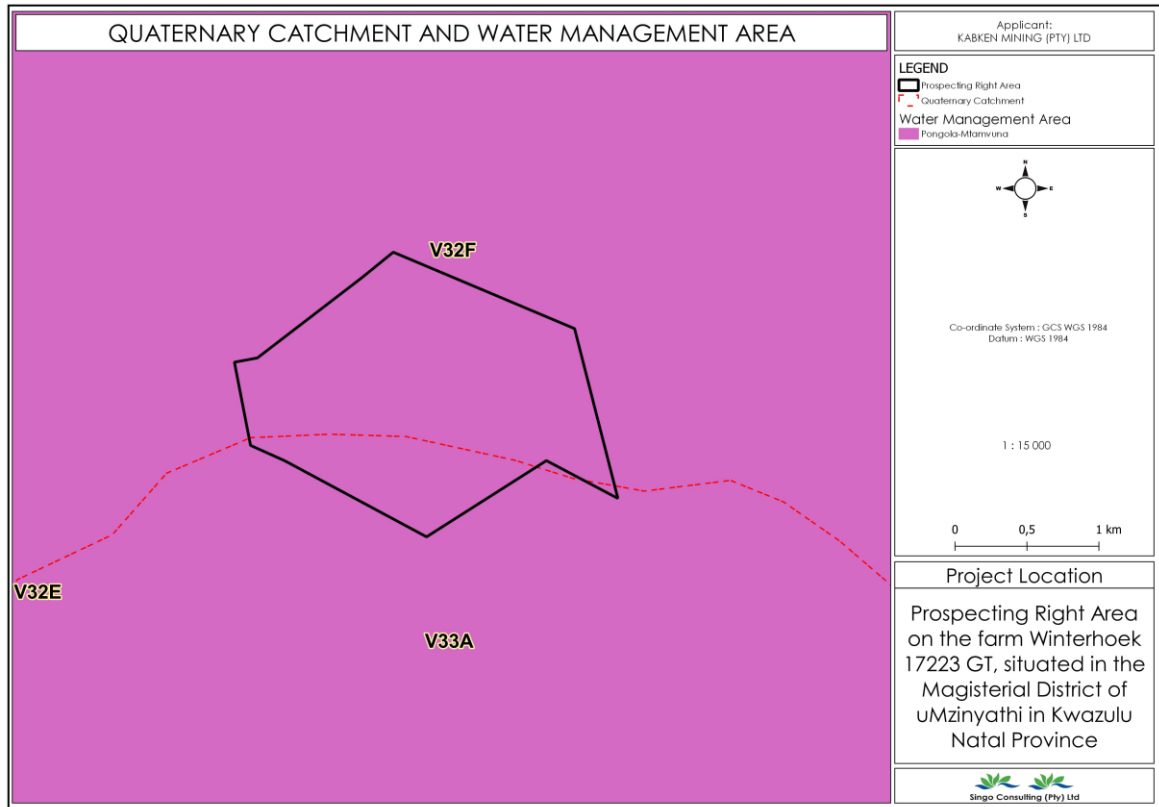 QUATERNARY CATCHMENT AND WATER MANAGEMENT AREA
V32F
V32E
V33A
Applicant:
KABKEN MINING (PTY) LTD
LEGEND
Prospecting Right Area
Quaternary Catchment
Water Management Area
Pongola-Mtamvuna
N
W E
S
Co-ordinate System : GCS WGS 1984
Datum : WGS 1984
1 : 15 000
0 0,5 1 km
Project Location
Prospecting Right Area
on the farm Winterhoek
17223 GT, situated in the
Magisterial District of
uMzinyathi in Kwazulu
Natal Province
Singo Consulting (Pty) Ltd